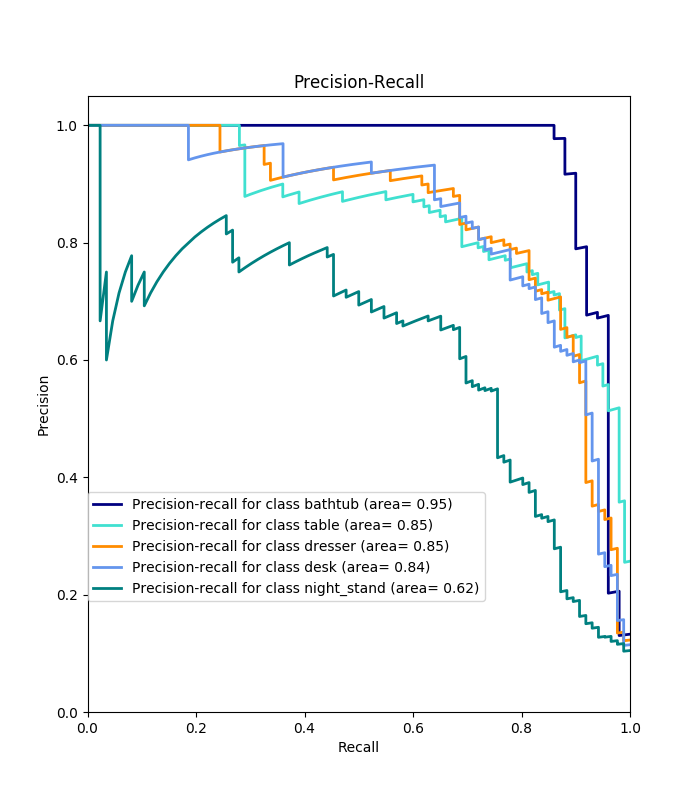 Precision-Recall
1.0
0.8
0.6
0.4
0.2
0.0
Precision
Precision-recall for class bathtub (area= 0.95)
Precision-recall for class table (area= 0.85)
Precision-recall for class dresser (area= 0.85)
Precision-recall for class desk (area= 0.84)
Precision-recall for class night_stand (area= 0.62)
0.0 0.2 0.4 0.6 0.8 1.0
Recall